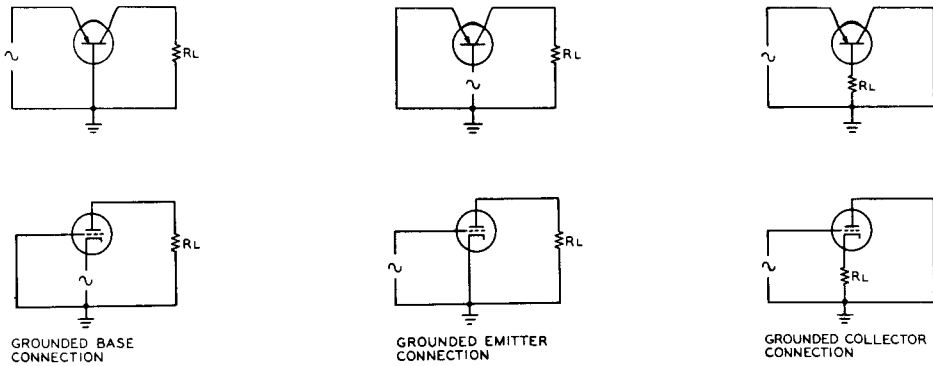 RL
RL
RL
RL
RL
RL
GROUNDED BASE
CONNECTION
GROUNDED EMITTER
CONNECTION
GROUNDED COLLECTOR
CONNECTION